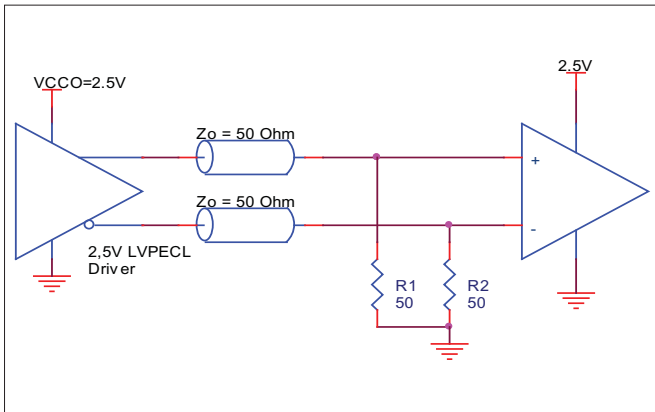 VCCO=2.5V
2.5V
Zo = 50 Ohm
+
Zo = 50 Ohm
-
2,5V LVPECL
Driver
R1
50
R2
50